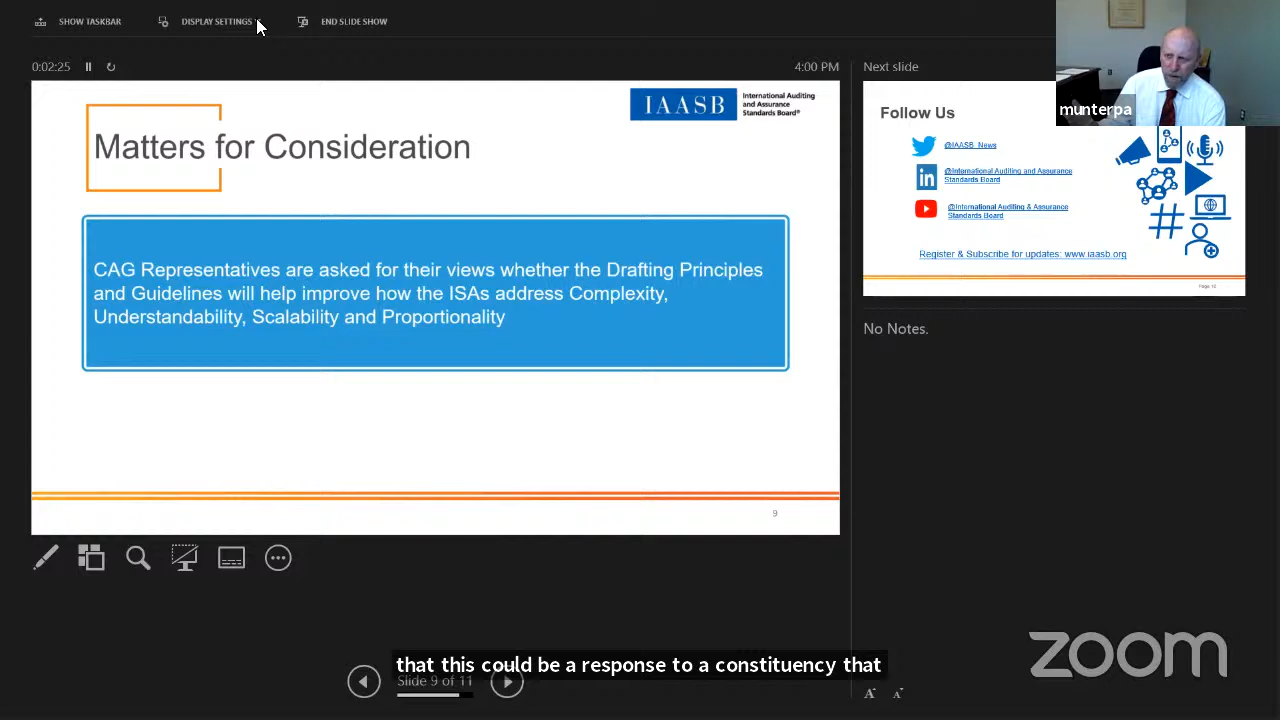 SHOW TASKBAR
DISPLAY SETTINGS
END SLIDE SHOW
0:02:25
4:00 PM
Next slide
munterpa
IAASB
International Auditing
and Assurance
Standards Board®
Matters for Consideration
CAG Representatives are asked for their views whether the Drafting Principles
and Guidelines will help improve how the ISAs address Complexity,
Understandability, Scalability and Proportionality
9
Follow Us
@IAASB_News
in
@International Auditing and Assurance
Standards Board
@International Auditing & Assurance
Standards Board
#
Register & Subscribe for updates: www.iaasb.org
Page 10
No Notes.
that this could be a response to a constituency that
Slide 9 of 11
A A
zoom